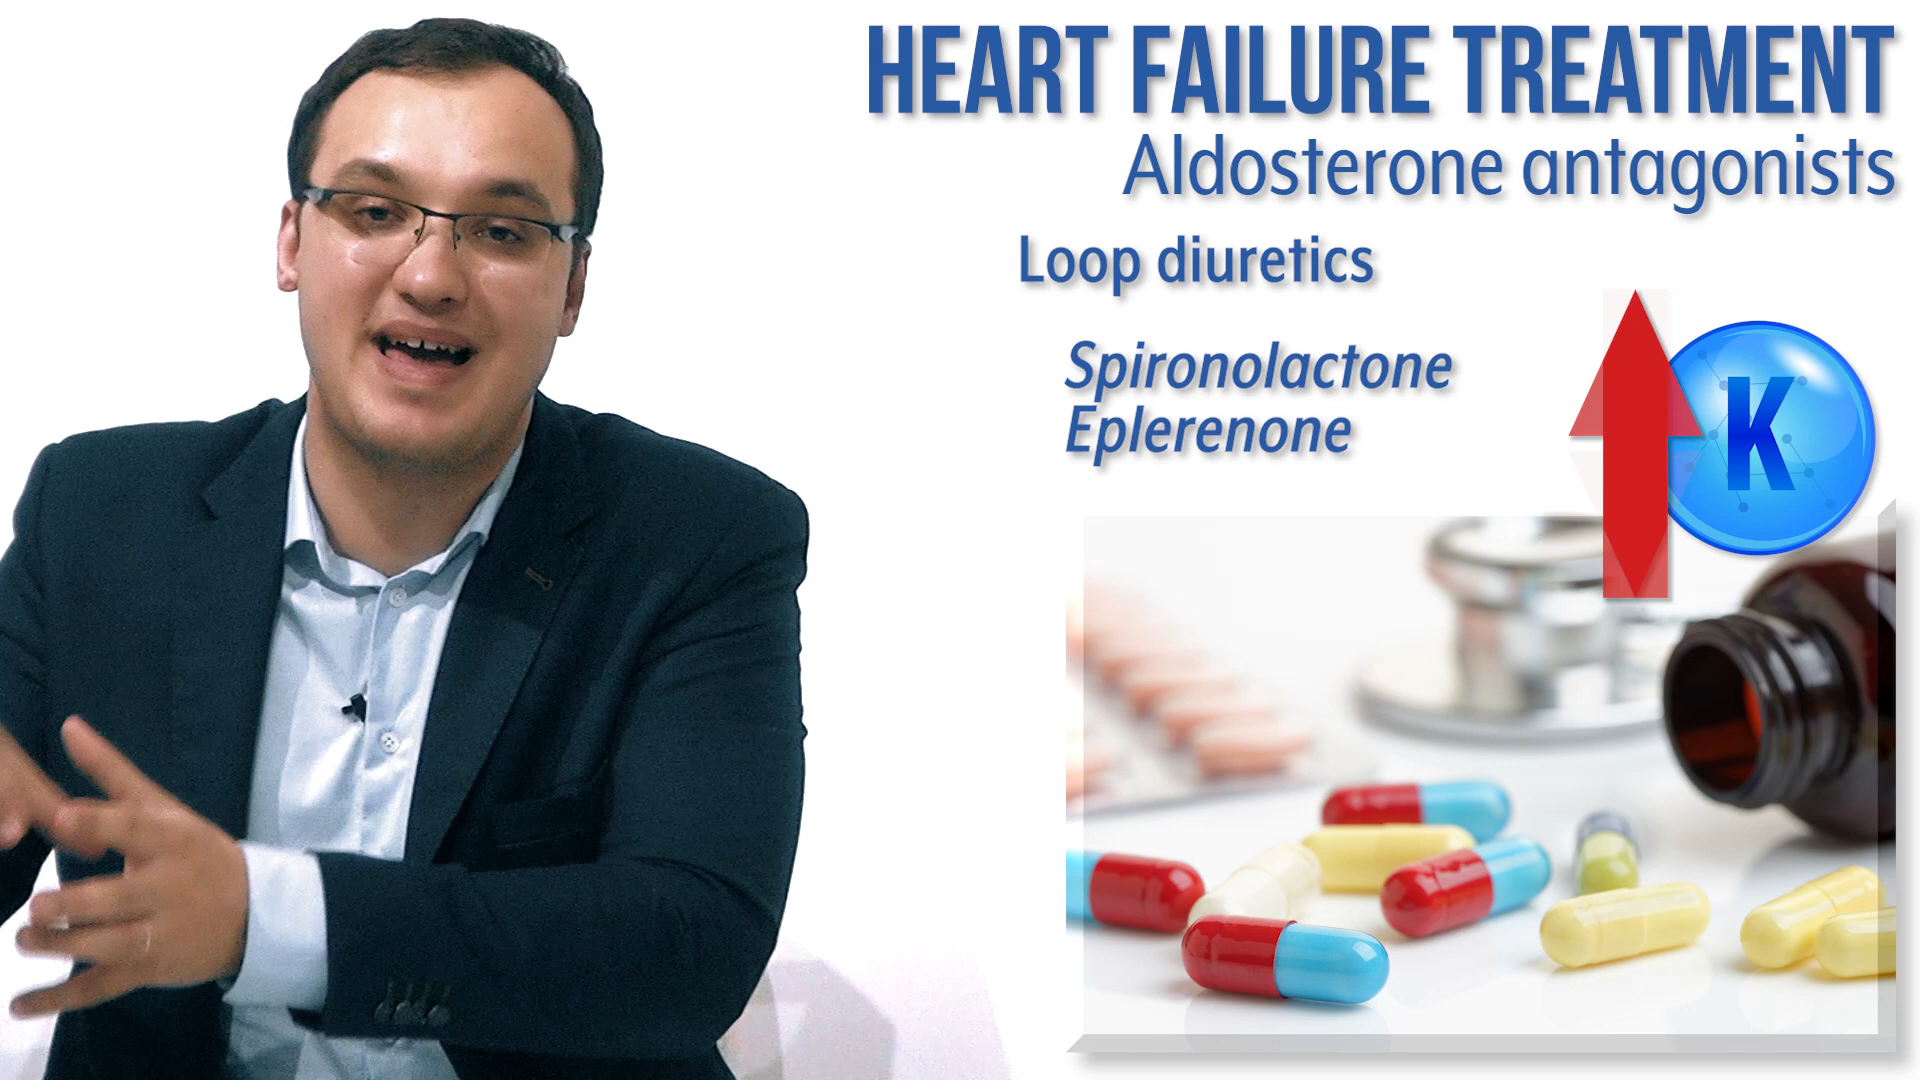 HEART FAILURE TREATMENT
Aldosterone antagonists
Loop diuretics
Spironolactone
Eplerenone
K